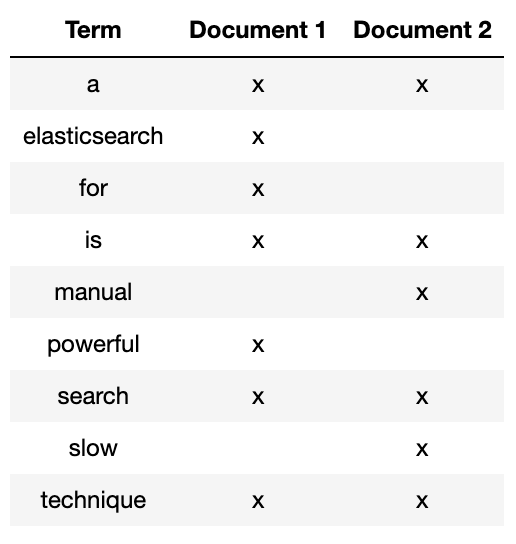 Term Document 1 Document 2
a x x
elasticsearch x
for x
is x x
manual x
powerful x
search x x
slow x
technique x x